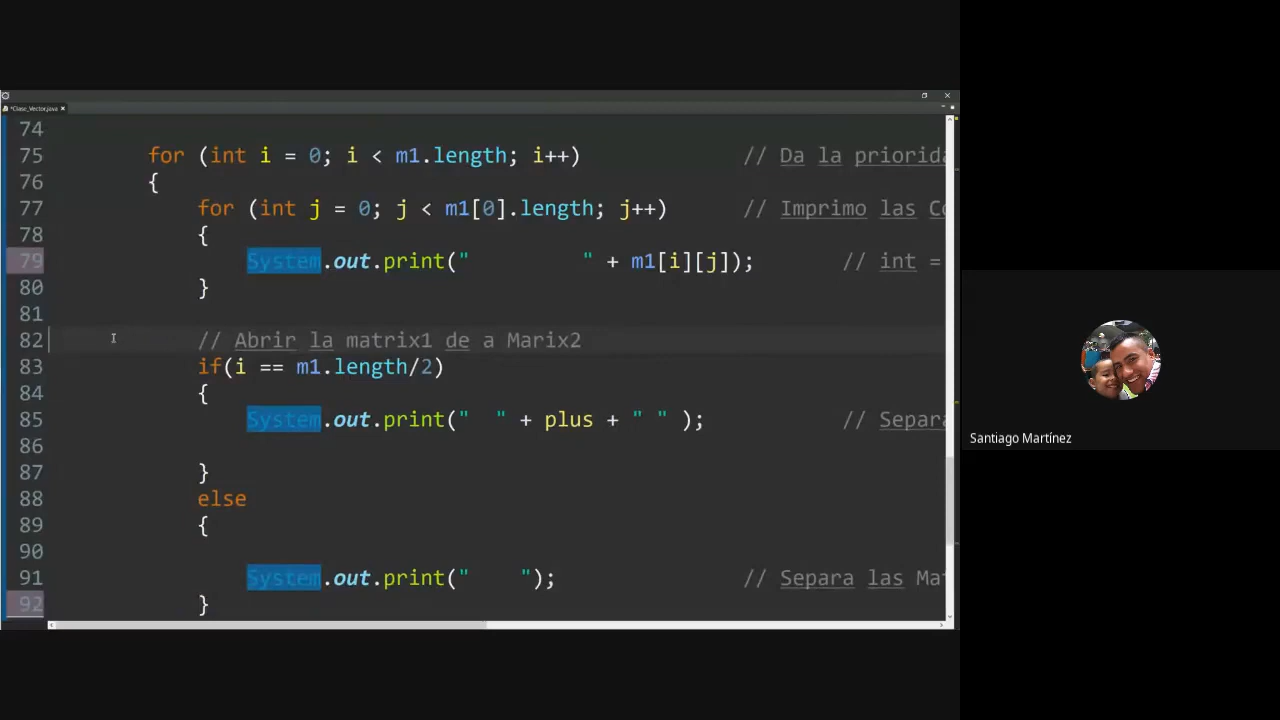 *Clase_Vector.java
74
75 for (int i = 0; i < m1.length; i++) // Da la priorida
76 {
77 for (int j = 0; j < m1[0].length; j++) // Imprimo las Co
78 {
79 System.out.print("          " + m1[i][j]); // int =
80 }
81
82 // Abrir la matrix1 de a Marix2
83 if(i == m1.length/2)
84 {
85 System.out.print("  " + plus + " " ); // Separa
86
87 }
88 else
89 {
90
91 System.out.print("    "); // Separa las Mat
92 }
Santiago Martínez